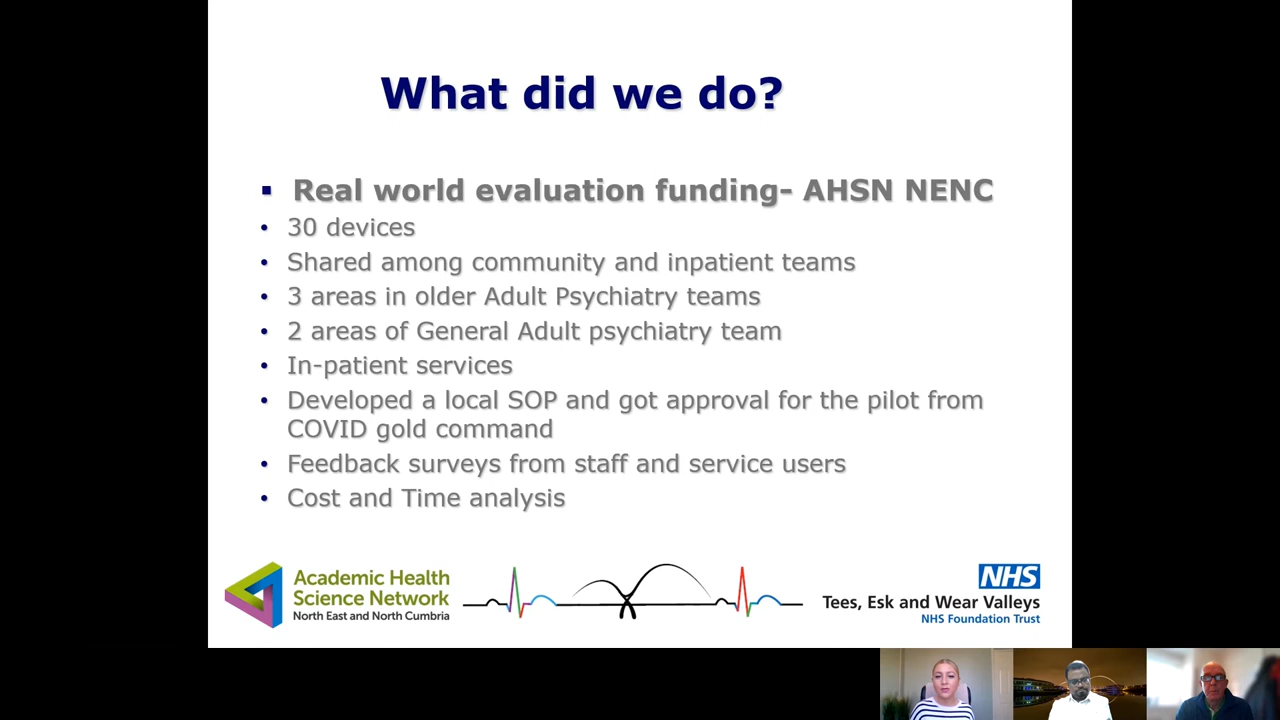 What did we do?
▪ Real world evaluation funding- AHSN NENC
• 30 devices
• Shared among community and inpatient teams
• 3 areas in older Adult Psychiatry teams
• 2 areas of General Adult psychiatry team
• In-patient services
• Developed a local SOP and got approval for the pilot from
COVID gold command
• Feedback surveys from staff and service users
• Cost and Time analysis
Academic Health
Science Network
North East and North Cumbria
NHS
Tees, Esk and Wear Valleys
NHS Foundation Trust